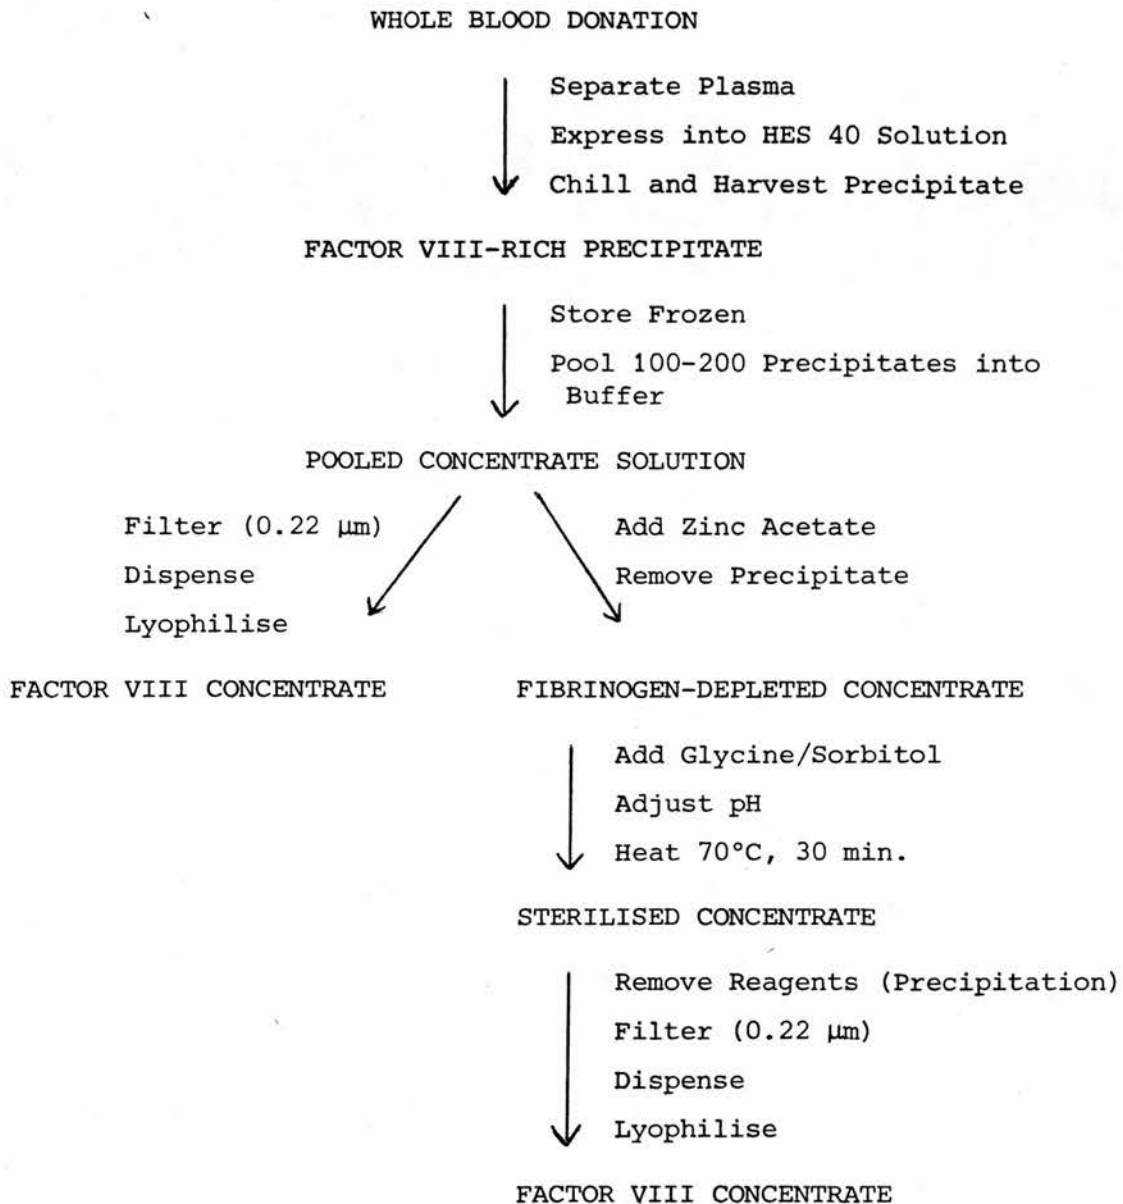 WHOLE BLOOD DONATION
Separate Plasma
Express into HES 40 Solution
Chill and Harvest Precipitate
FACTOR VIII-RICH PRECIPITATE
Store Frozen
Pool 100-200 Precipitates into
Buffer
POOLED CONCENTRATE SOLUTION
Filter (0.22 µm)
Dispense
Lyophilise
Add Zinc Acetate
Remove Precipitate
FACTOR VIII CONCENTRATE
FIBRINOGEN-DEPLETED CONCENTRATE
Add Glycine/Sorbitol
Adjust pH
Heat 70°C, 30 min.
STERILISED CONCENTRATE
Remove Reagents (Precipitation)
Filter (0.22 µm)
Dispense
Lyophilise
FACTOR VIII CONCENTRATE